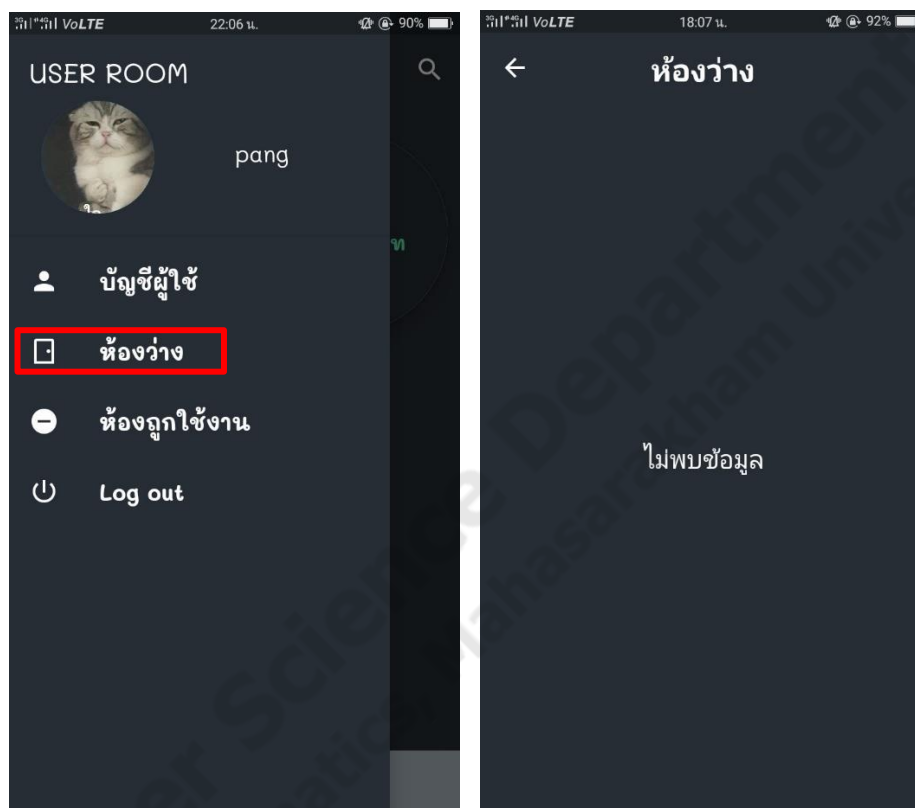 VoLTE 22:06 น. 90%
USER ROOM
pang
ท
บัญชีผู้ใช้
ห้องว่าง
ห้องถูกใช้งาน
Log out
VoLTE 18:07 น. 92%
ห้องว่าง
ไม่พบข้อมูล